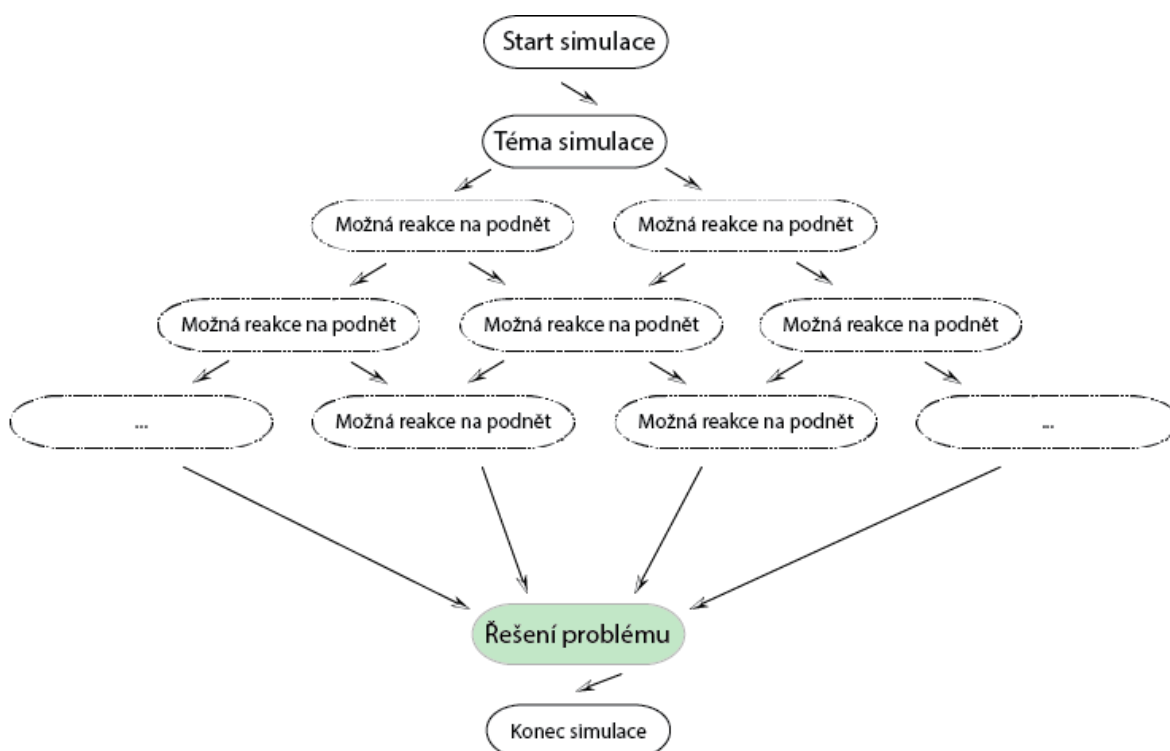 Start simulace
Téma simulace
Možná reakce na podnět
Možná reakce na podnět
Možná reakce na podnět
Možná reakce na podnět
Možná reakce na podnět
...
Možná reakce na podnět
Možná reakce na podnět
...
Řešení problému
Konec simulace